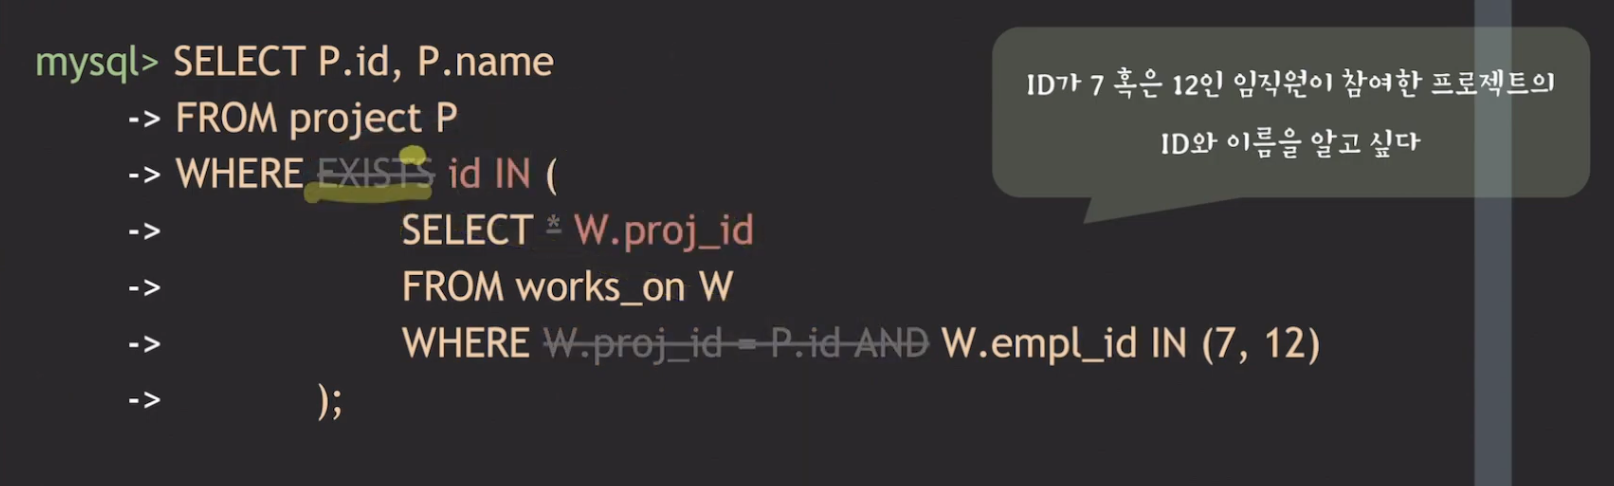 mysql> SELECT P.id, P.name
-> FROM project P
-> WHERE EXISTS id IN (
-> SELECT * W.proj_id
-> FROM works_on W
-> WHERE W.proj_id = P.id AND W.empl_id IN (7, 12)
-> );
ID가 7 혹은 12인 임직원이 참여한 프로젝트의
ID와 이름을 알고 싶다